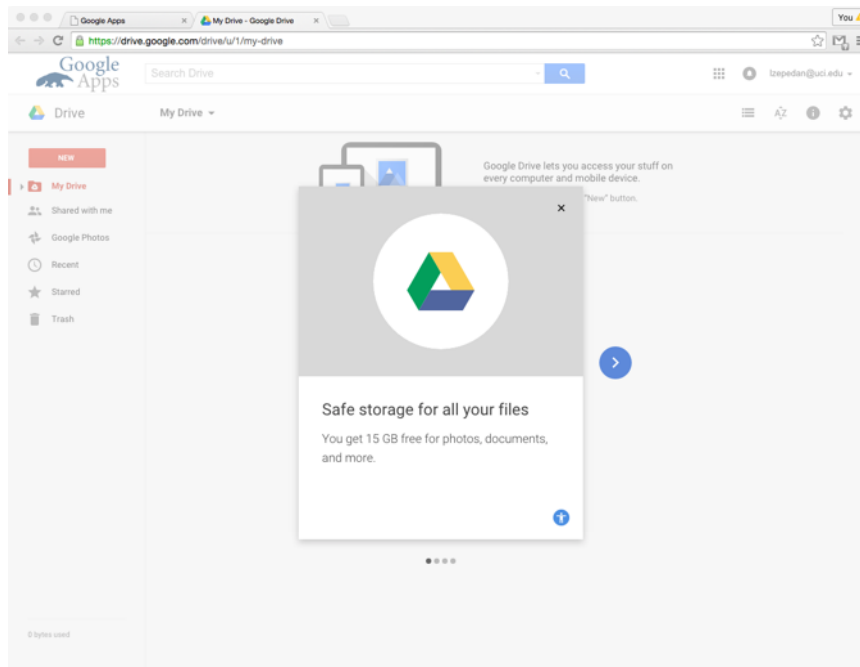 Google Apps
My Drive - Google Drive
You
https://drive.google.com/drive/u/1/my-drive
Google
Apps
Search Drive
lzepedan@uci.edu
Drive
My Drive
AZ
NEW
My Drive
Shared with me
Google Photos
Recent
Starred
Trash
Google Drive lets you access your stuff on
every computer and mobile device.
"New" button.
Safe storage for all your files
You get 15 GB free for photos, documents,
and more.
0 bytes used